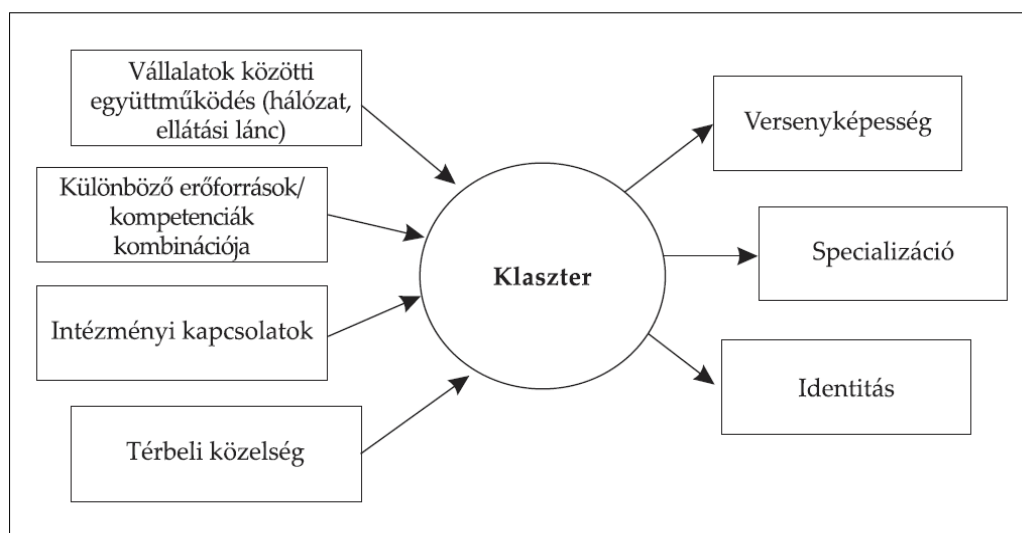 Vállalatok közötti
együttműködés (hálózat,
ellátási lánc)
Különböző erőforrások/
kompetenciák
kombinációja
Intézményi kapcsolatok
Térbeli közelség
Klaszter
Versenyképesség
Specializáció
Identitás